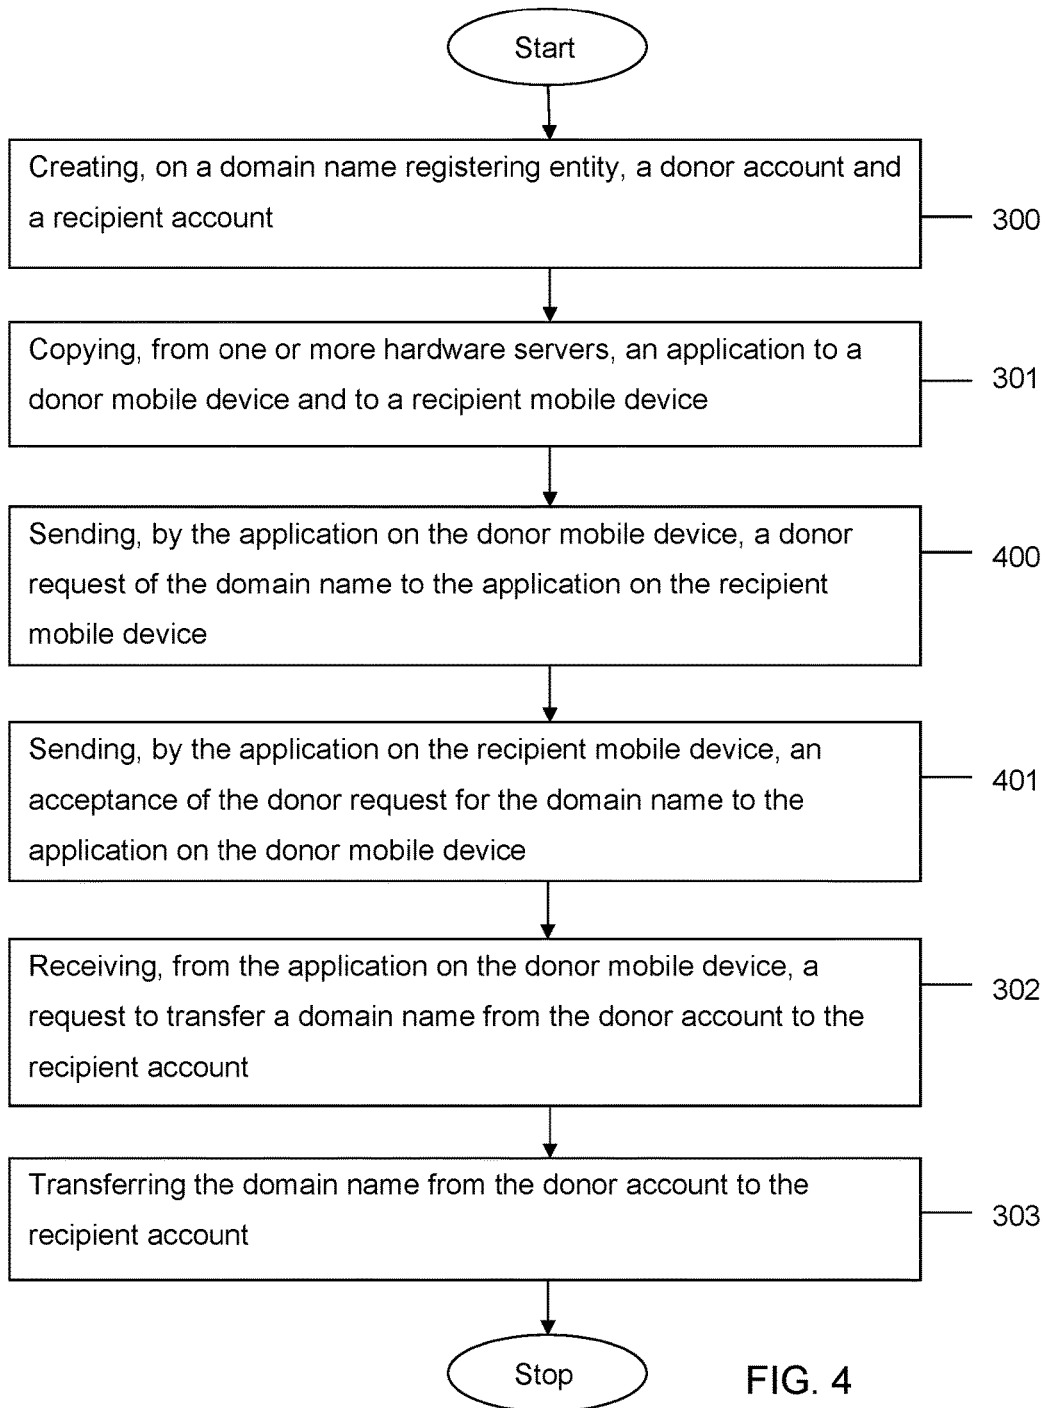 Start
Creating, on a domain name registering entity, a donor account and
a recipient account
300
Copying, from one or more hardware servers, an application to a
donor mobile device and to a recipient mobile device
301
Sending, by the application on the donor mobile device, a donor
request of the domain name to the application on the recipient
mobile device
400
Sending, by the application on the recipient mobile device, an
acceptance of the donor request for the domain name to the
application on the donor mobile device
401
Receiving, from the application on the donor mobile device, a
request to transfer a domain name from the donor account to the
recipient account
302
Transferring the domain name from the donor account to the
recipient account
303
Stop
FIG. 4